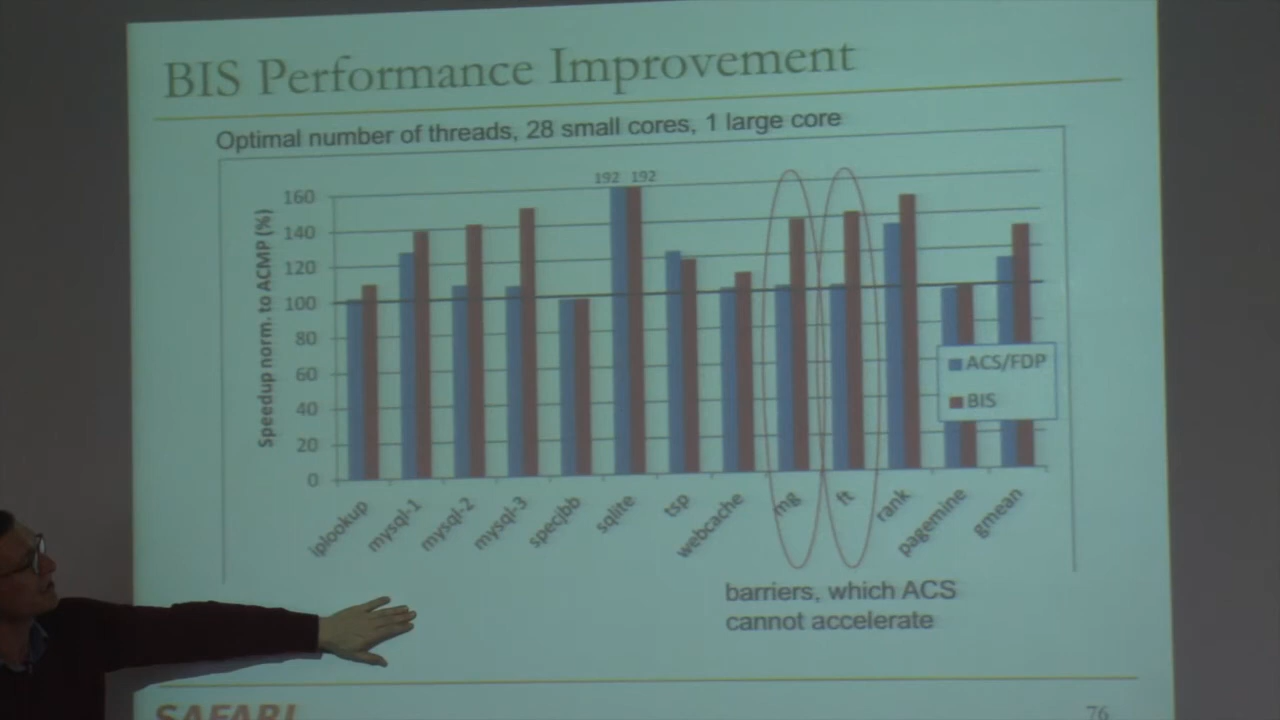 BIS Performance Improvement
Optimal number of threads, 28 small cores, 1 large core
Speedup norm. to ACMP (%)
160
140
120
100
80
60
40
20
0
192 192
ACS/FDP
BIS
iplookup
mysql-1
mysql-2
mysql-3
specjbb
sqlite
tsp
webcache
mg
ft
rank
pagemine
gmean
barriers, which ACS
cannot accelerate
SAFARI
76